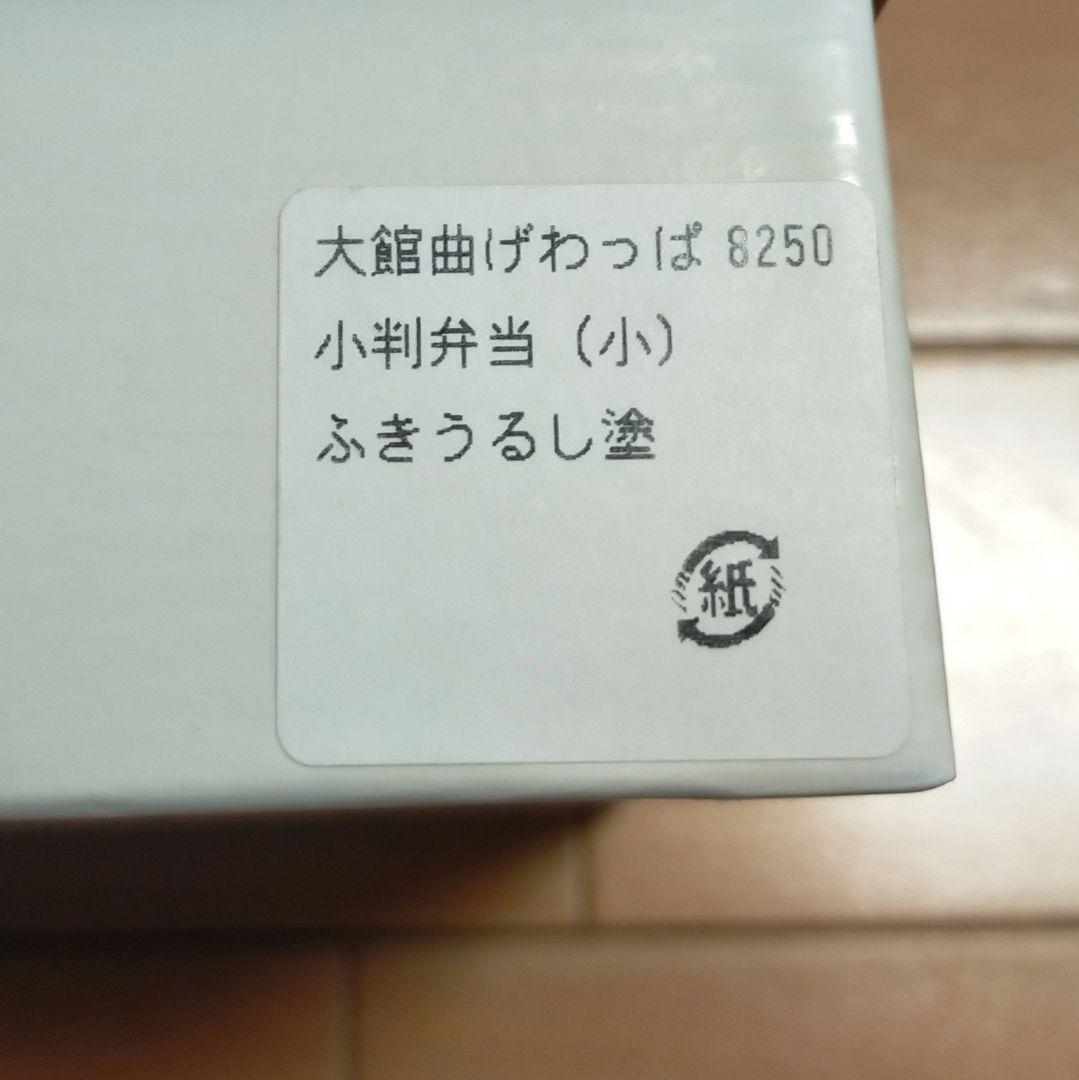 大館曲げわっぱ 8250
小判弁当（小）
ふきうるし塗
紙